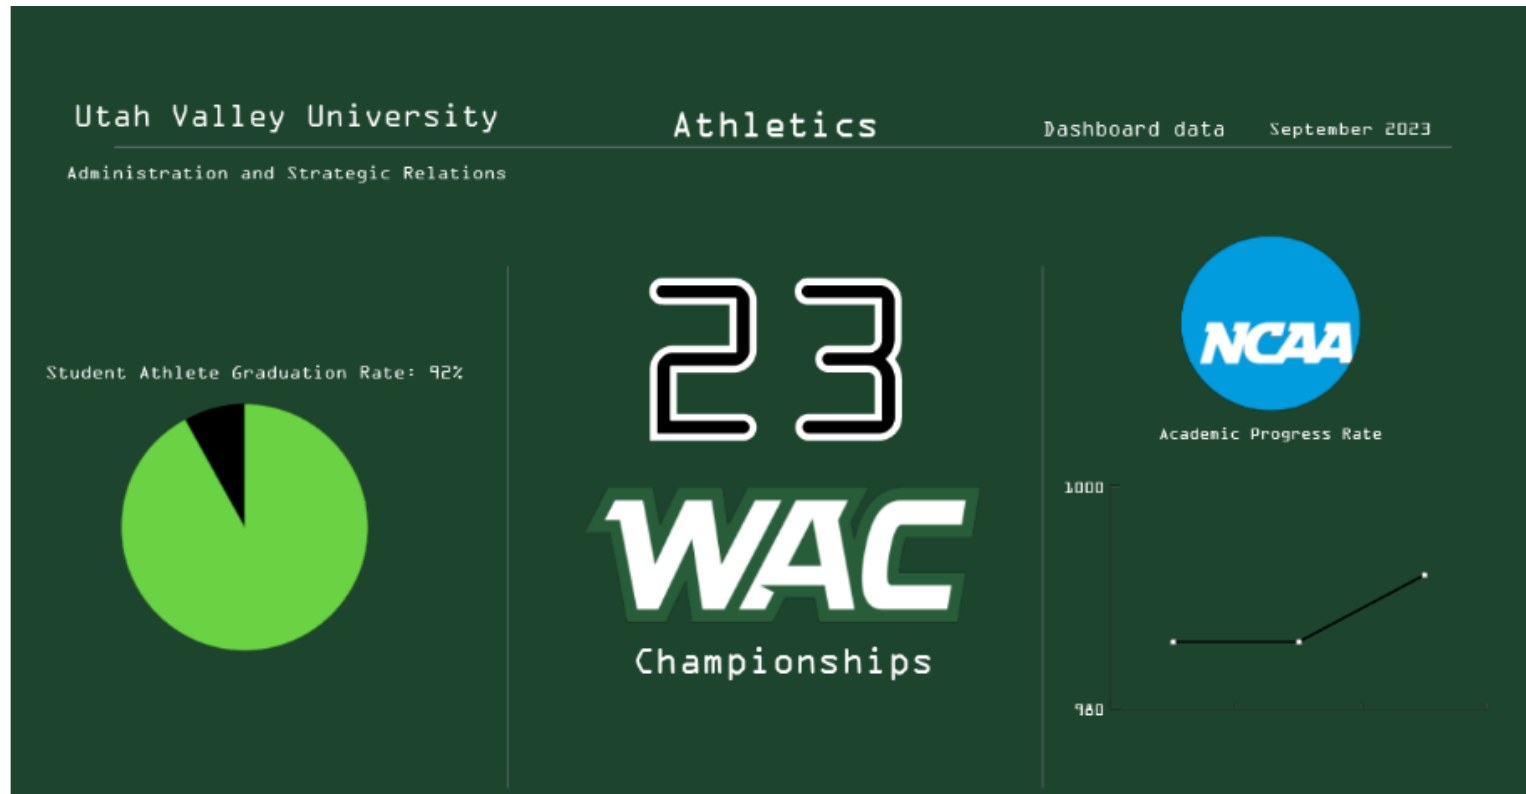 Utah Valley University
Athletics
Dashboard data
September 2023
Administration and Strategic Relations
Student Athlete Graduation Rate: 92%
23
WAC
Championships
NCAA
Academic Progress Rate
1000
980